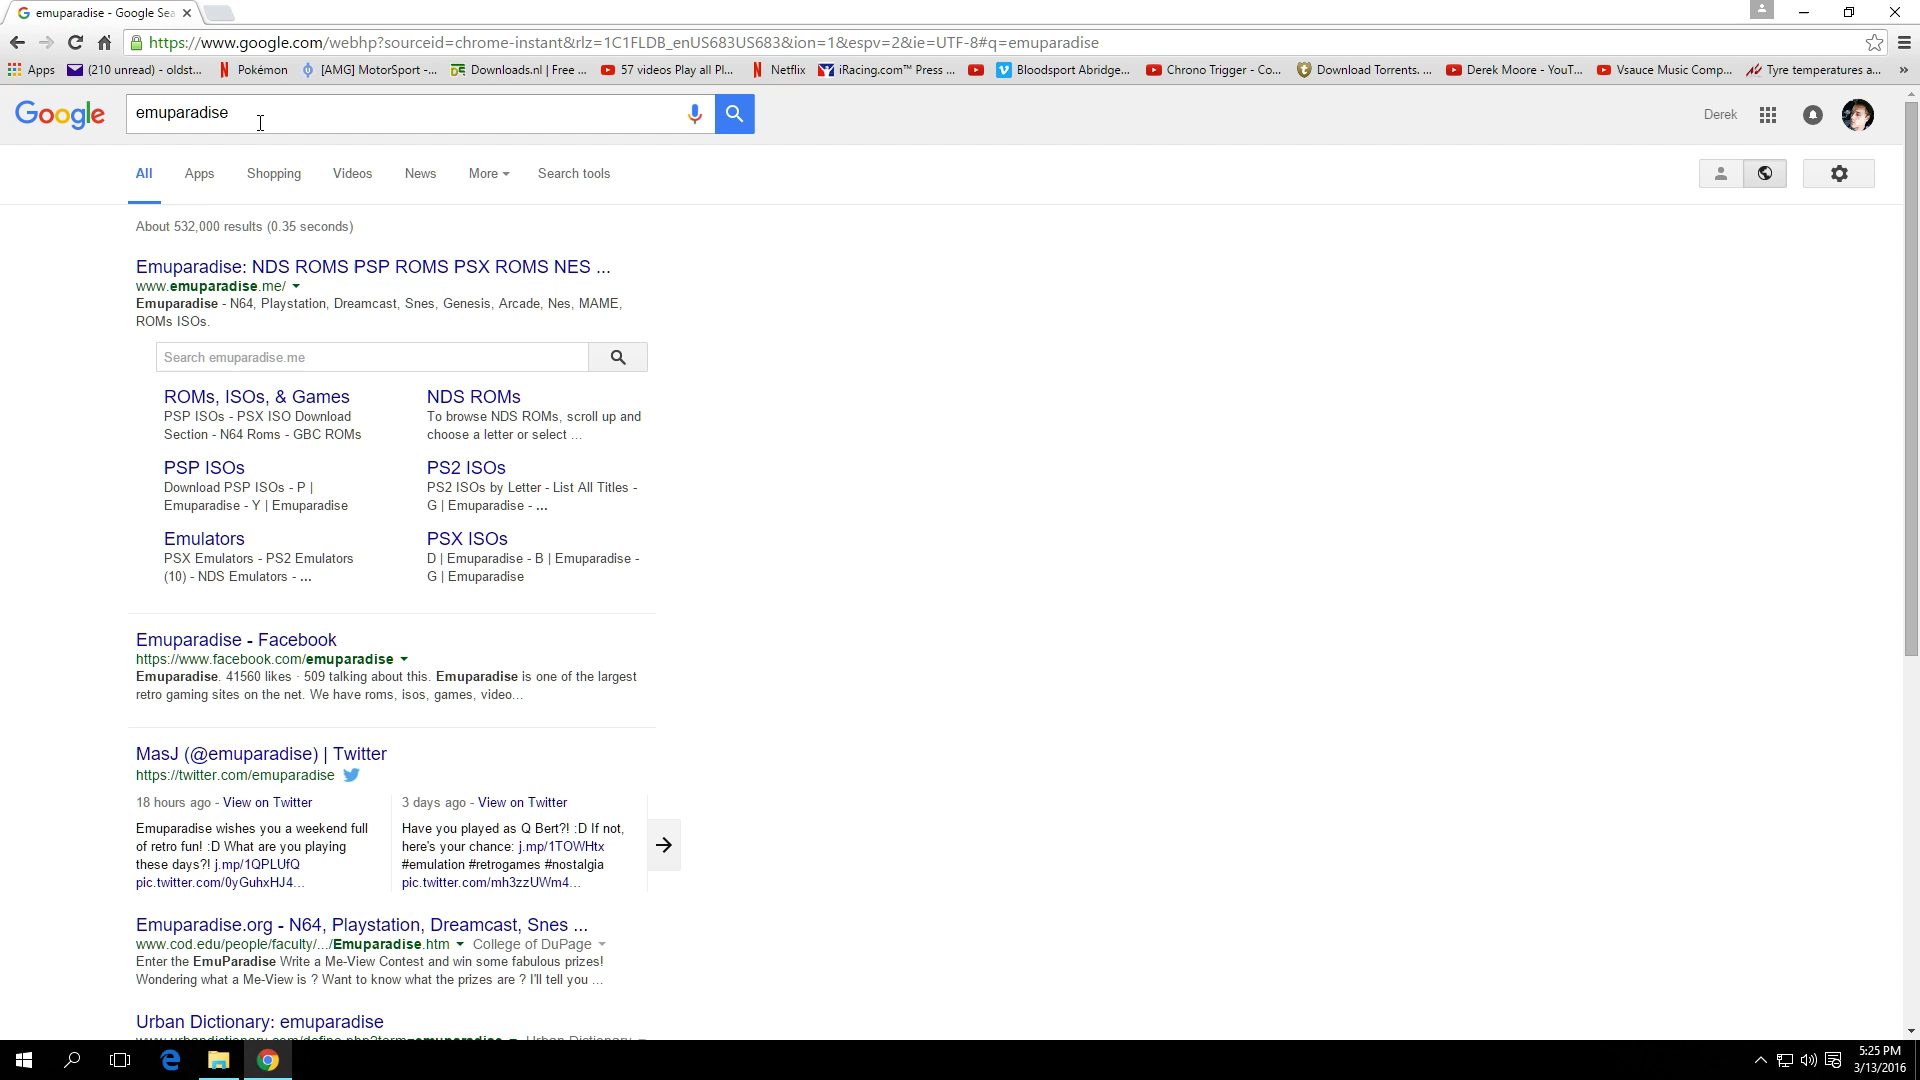 emuparadise - Google Sea
https://www.google.com/webhp?sourceid=chrome-instant&rlz=1C1FLDB_enUS683US683&ion=1&espv=2&ie=UTF-8#q=emuparadise
Apps (210 unread) - oldst... Pokémon [AMG] MotorSport -... Downloads.nl | Free ... 57 videos Play all Pl... Netflix iRacing.com™ Press ... Bloodsport Abridge... Chrono Trigger - Co... Download Torrents. ... Derek Moore - YouT... Vsauce Music Comp... Tyre temperatures a... »
Google emuparadise Derek
All Apps Shopping Videos News More Search tools
About 532,000 results (0.35 seconds)
Emuparadise: NDS ROMS PSP ROMS PSX ROMS NES ...
www.emuparadise.me/
Emuparadise - N64, Playstation, Dreamcast, Snes, Genesis, Arcade, Nes, MAME,
ROMs ISOs.
Search emuparadise.me
ROMs, ISOs, & Games
PSP ISOs - PSX ISO Download
Section - N64 Roms - GBC ROMs
NDS ROMs
To browse NDS ROMs, scroll up and
choose a letter or select ...
PSP ISOs
Download PSP ISOs - P |
Emuparadise - Y | Emuparadise
PS2 ISOs
PS2 ISOs by Letter - List All Titles -
G | Emuparadise - ...
Emulators
PSX Emulators - PS2 Emulators
(10) - NDS Emulators - ...
PSX ISOs
D | Emuparadise - B | Emuparadise -
G | Emuparadise
Emuparadise - Facebook
https://www.facebook.com/emuparadise
Emuparadise. 41560 likes · 509 talking about this. Emuparadise is one of the largest
retro gaming sites on the net. We have roms, isos, games, video...
MasJ (@emuparadise) | Twitter
https://twitter.com/emuparadise
18 hours ago - View on Twitter
Emuparadise wishes you a weekend full
of retro fun! :D What are you playing
these days?! j.mp/1QPLUfQ
pic.twitter.com/0yGuhxHJ4...
3 days ago - View on Twitter
Have you played as Q Bert?! :D If not,
here's your chance: j.mp/1TOWHtx
#emulation #retrogames #nostalgia
pic.twitter.com/mh3zzUWm4...
Emuparadise.org - N64, Playstation, Dreamcast, Snes ...
www.cod.edu/people/faculty/.../Emuparadise.htm College of DuPage
Enter the EmuParadise Write a Me-View Contest and win some fabulous prizes!
Wondering what a Me-View is ? Want to know what the prizes are ? I'll tell you ...
Urban Dictionary: emuparadise
www.urbandictionary.com/define.php?term=emuparadise Urban Dictionary
5:25 PM
3/13/2016